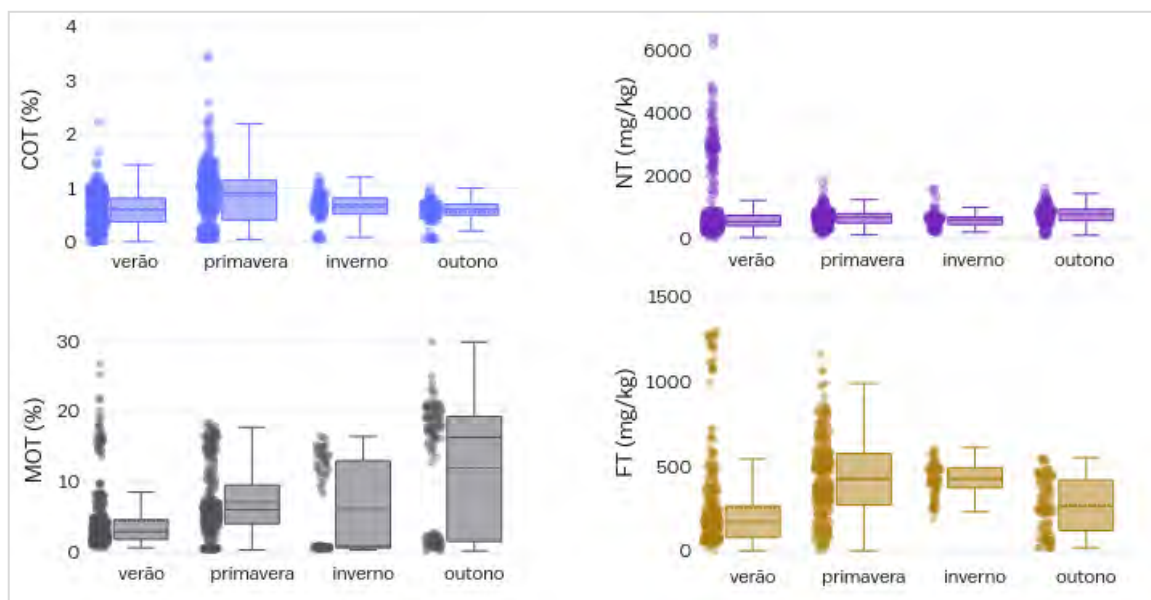 COT (%)
4
3
2
1
0
verão primavera inverno outono
NT (mg/kg)
6000
4000
2000
0
verão primavera inverno outono
MOT (%)
30
20
10
0
verão primavera inverno outono
FT (mg/kg)
1500
1000
500
0
verão primavera inverno outono